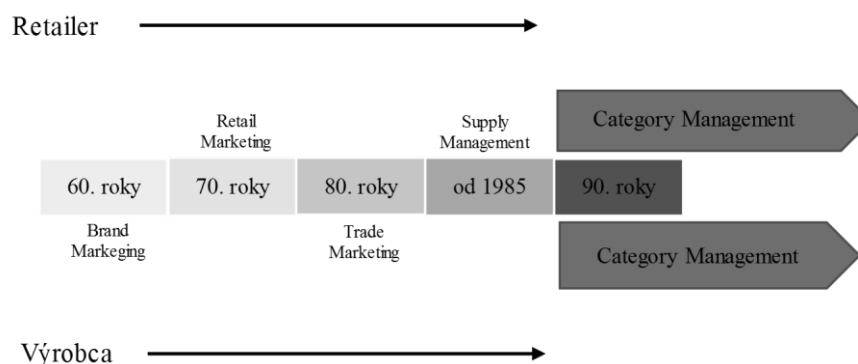 Retailer
Retail
Marketing
Supply
Management
Category Management
60. roky
70. roky
80. roky
od 1985
90. roky
Brand
Markeging
Trade
Marketing
Category Management
Výrobca